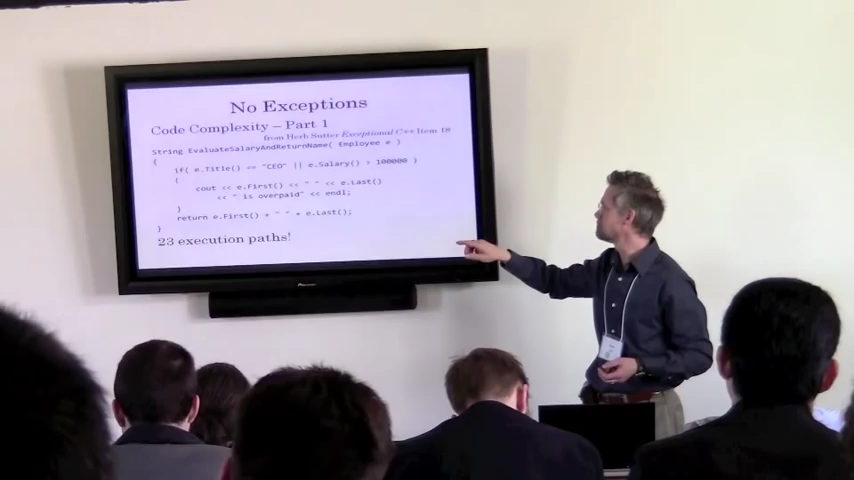 No Exceptions
Code Complexity – Part 1
from Herb Sutter Exceptional C++ Item 18
String EvaluateSalaryAndReturnName( Employee e )
{
if( e.Title() == "CEO" || e.Salary() > 100000 )
{
cout << e.First() << " " << e.Last()
<< " is overpaid" << endl;
}
return e.First() + " " + e.Last();
}
23 execution paths!
Pioneer